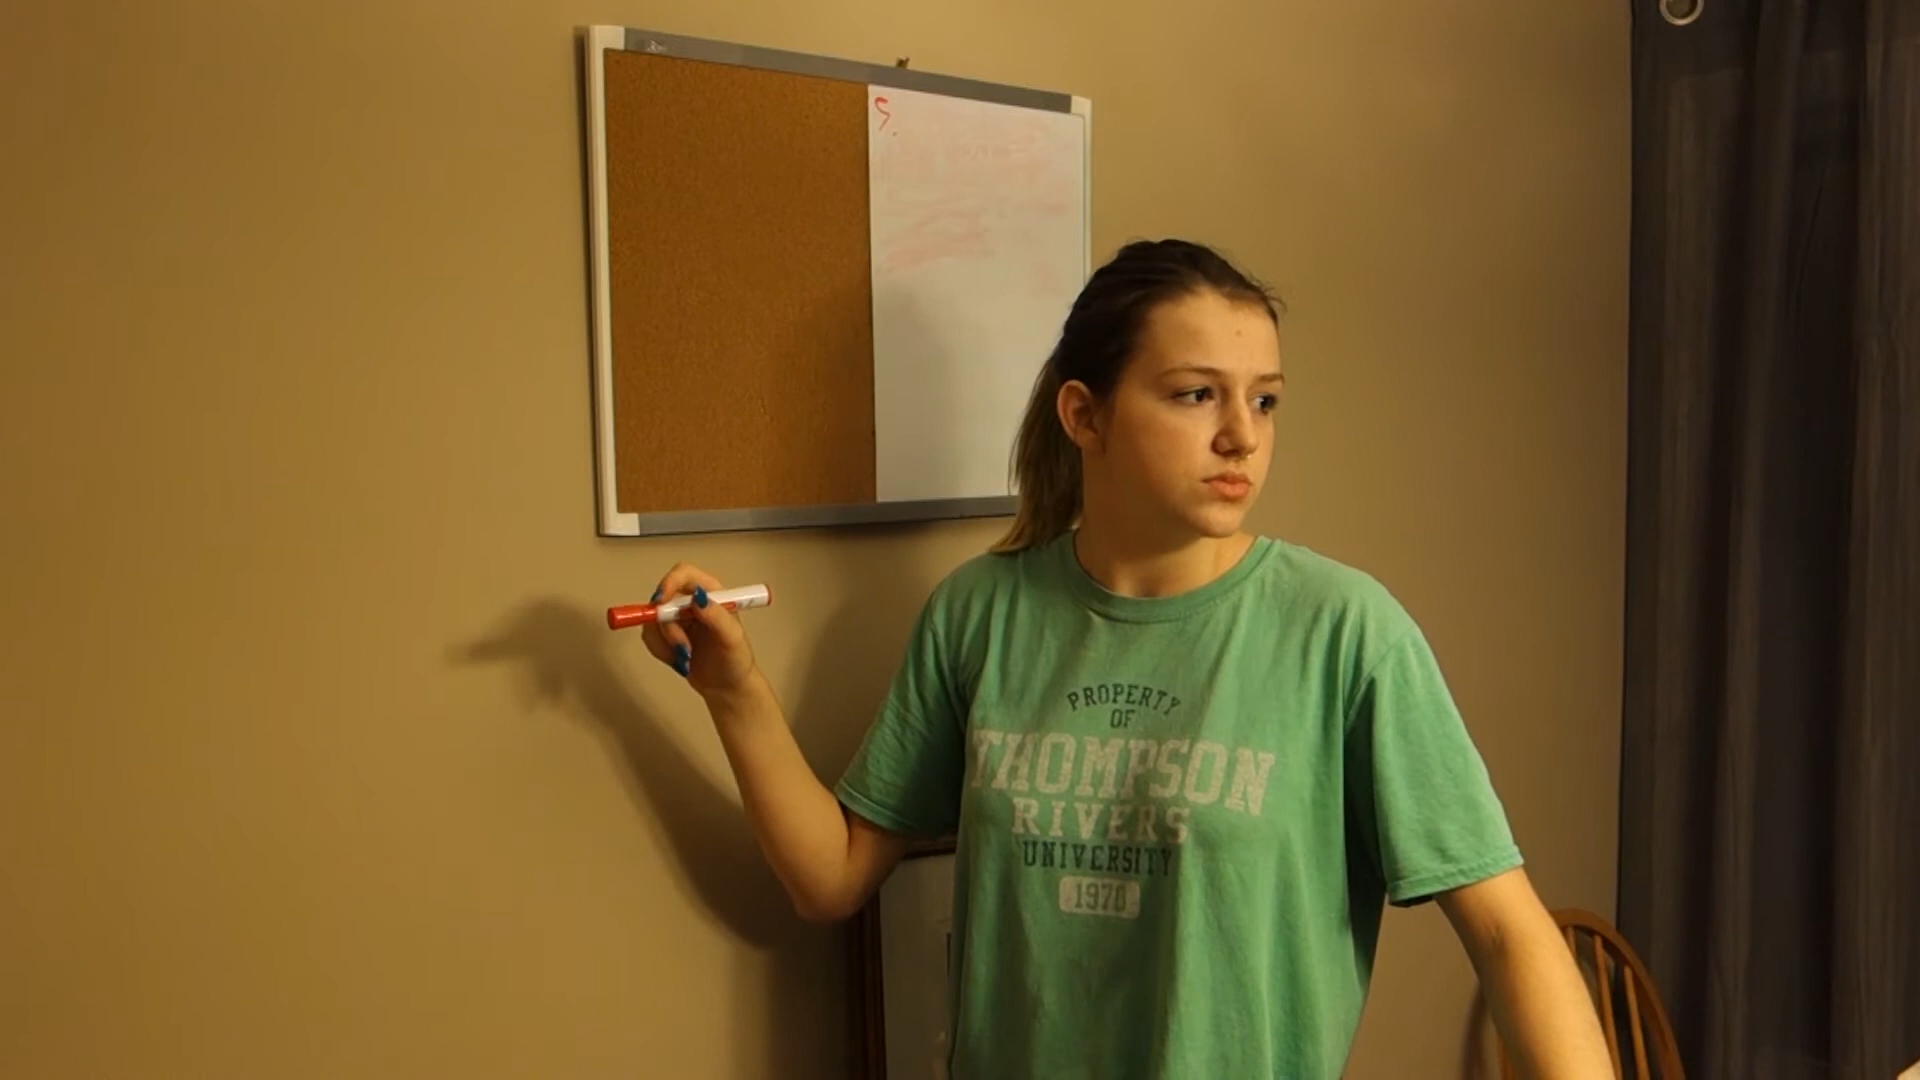 S.
PROPERTY
OF
THOMPSON
RIVERS
UNIVERSITY
1970